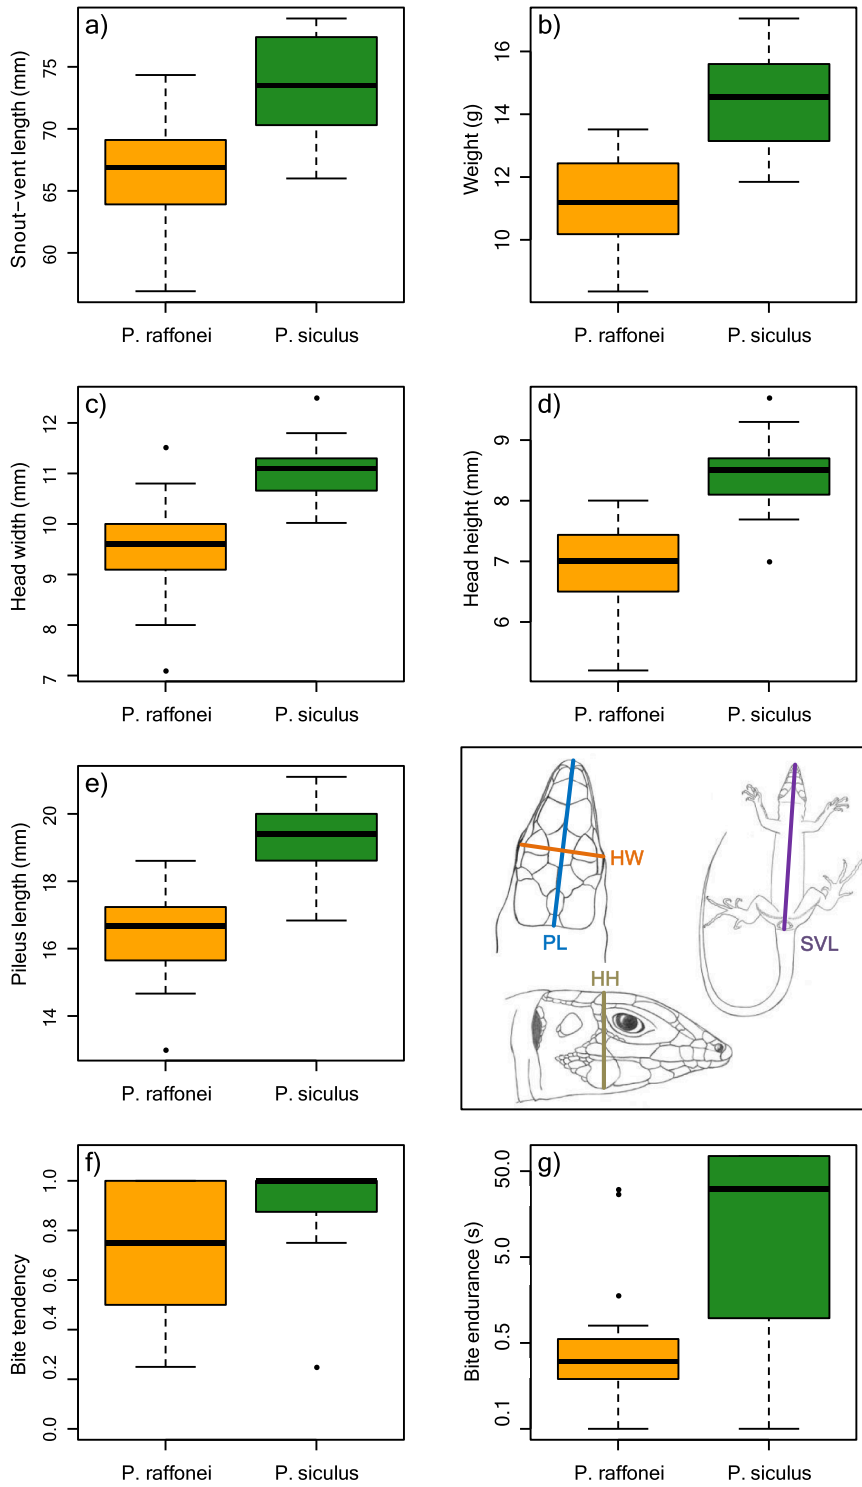 a)
Snout−vent length (mm)
75
70
65
60
P. raffonei
P. siculus
b)
Weight (g)
16
14
12
10
P. raffonei
P. siculus
c)
Head width (mm)
12
11
10
9
8
7
P. raffonei
P. siculus
d)
Head height (mm)
9
8
7
6
P. raffonei
P. siculus
e)
Pileus length (mm)
20
18
16
14
P. raffonei
P. siculus
HW
PL
SVL
HH
f)
Bite tendency
1.0
0.8
0.6
0.4
0.2
0.0
P. raffonei
P. siculus
g)
Bite endurance (s)
50.0
5.0
0.5
0.1
P. raffonei
P. siculus